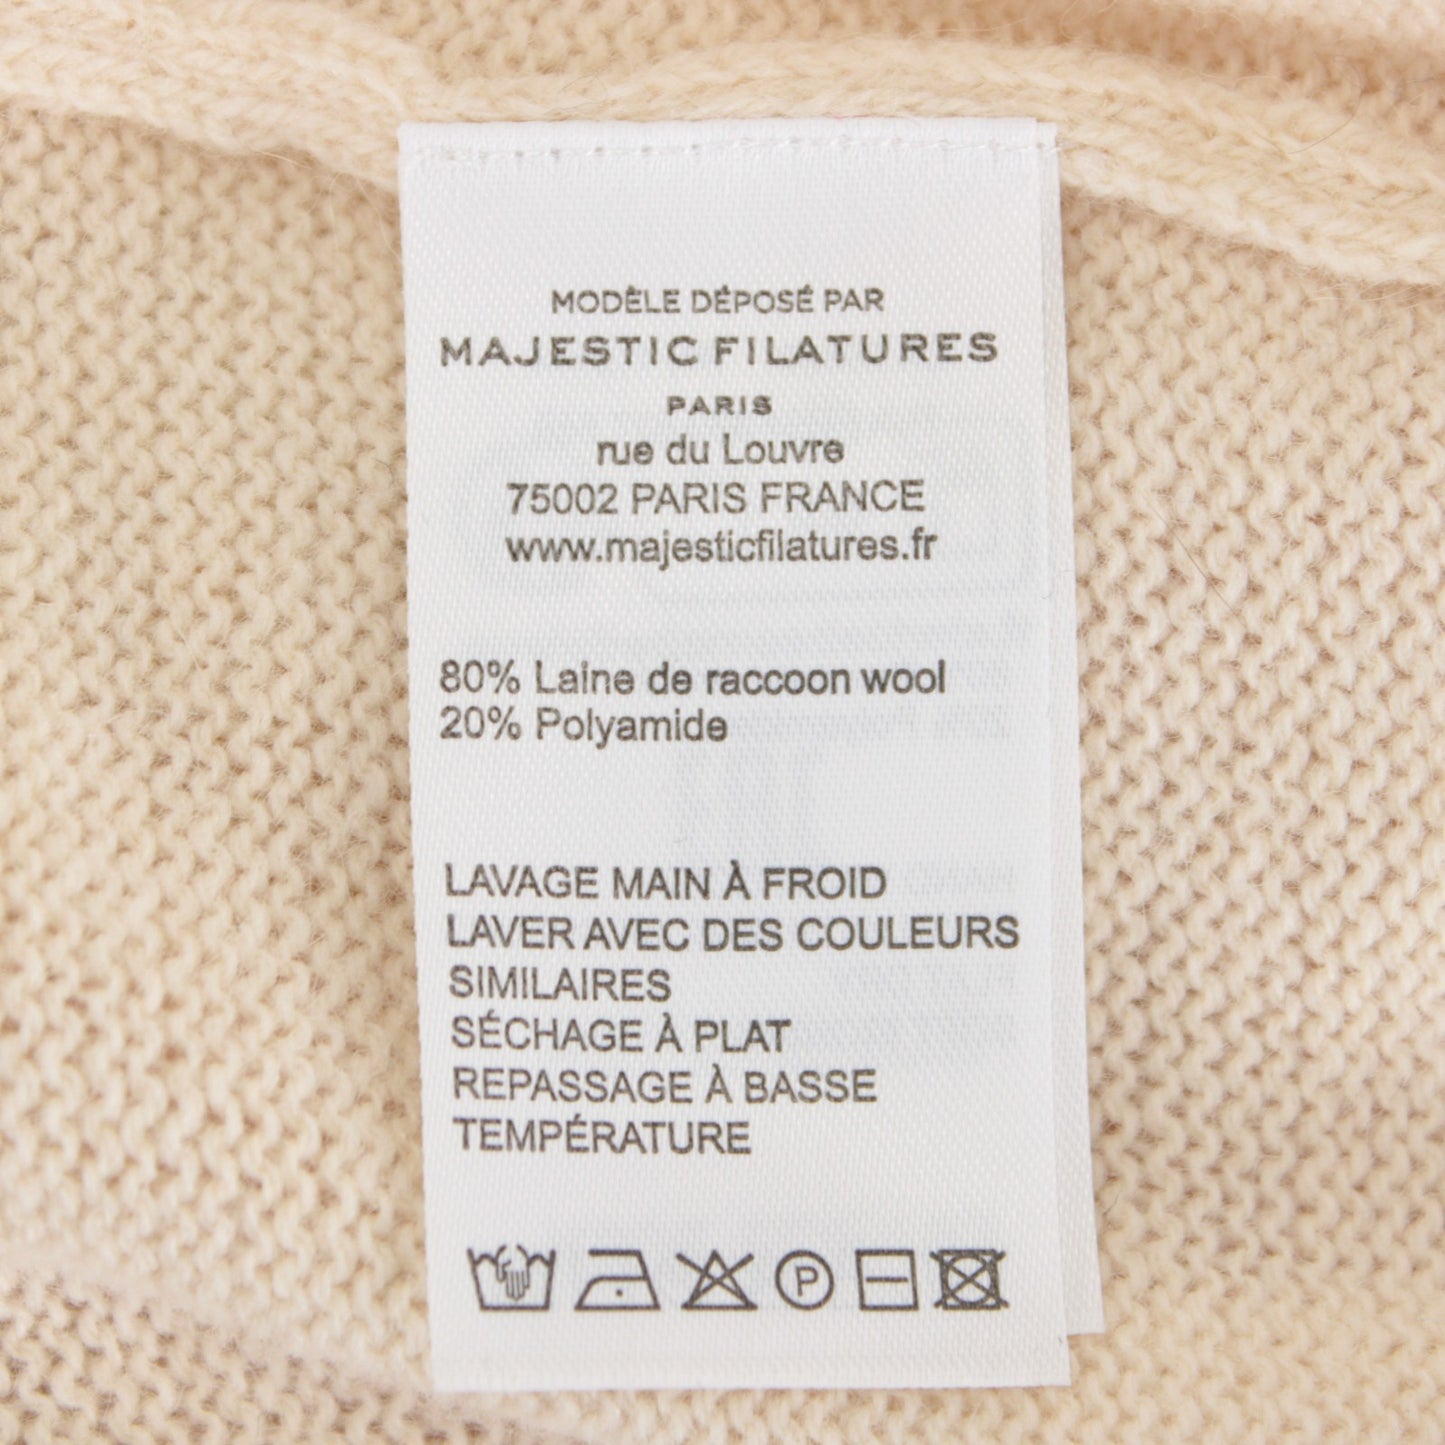 MODÈLE DÉPOSÉ PAR
MAJESTIC FILATURES
PARIS
rue du Louvre
75002 PARIS FRANCE
www.majesticfilatures.fr
80% Laine de raccoon wool
20% Polyamide
LAVAGE MAIN À FROID
LAVER AVEC DES COULEURS
SIMILAIRES
SÉCHAGE À PLAT
REPASSAGE À BASSE
TEMPÉRATURE
P